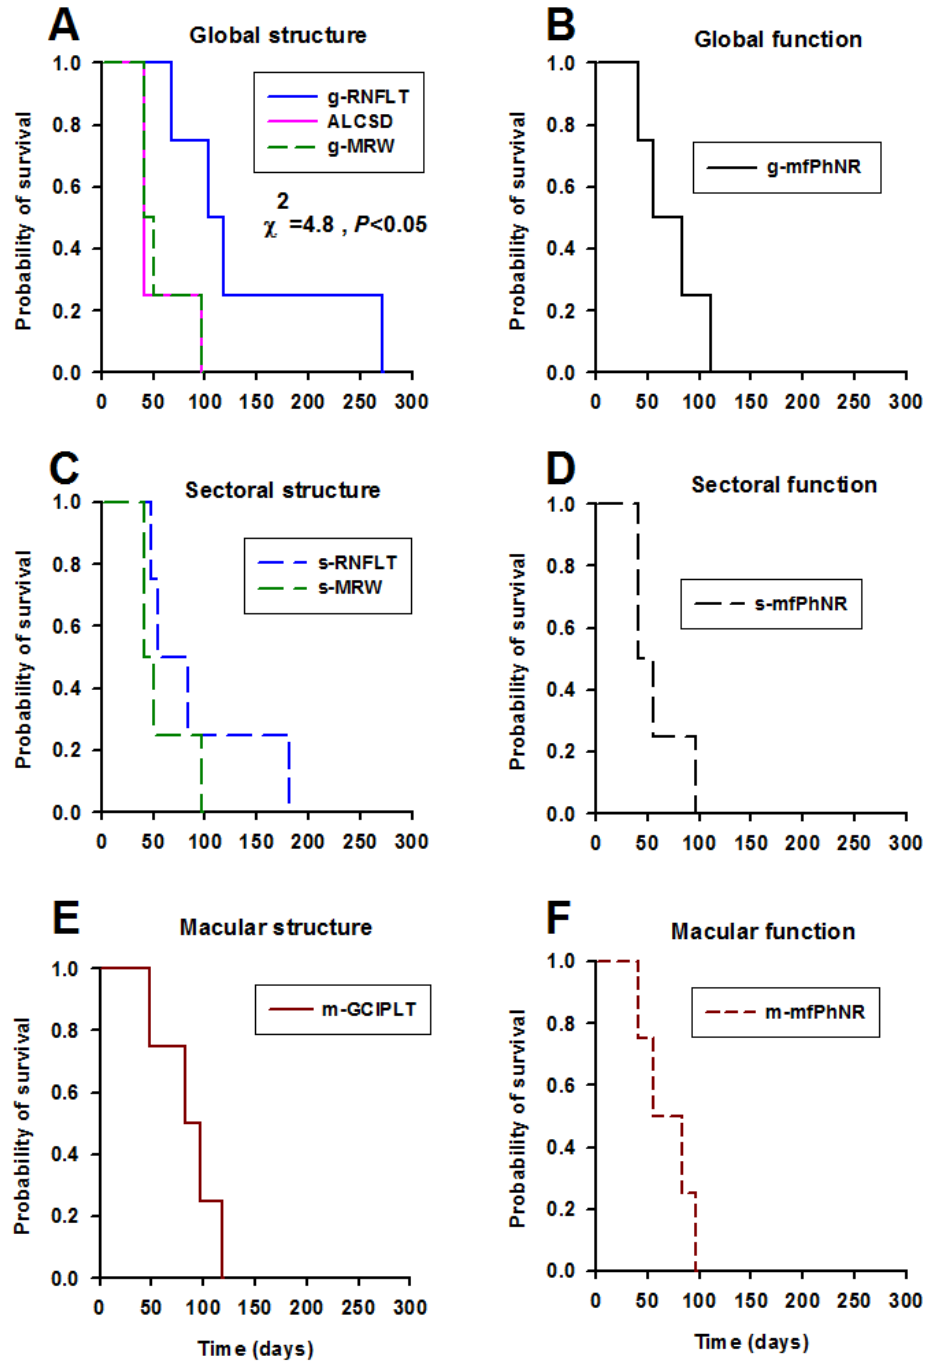 A
Global structure
1.0
0.8
0.6
0.4
0.2
0.0
Probability of survival
g-RNFLT
ALCSD
g-MRW
χ2=4.8 , P<0.05
0 50 100 150 200 250 300
B
Global function
1.0
0.8
0.6
0.4
0.2
0.0
Probability of survival
g-mfPhNR
0 50 100 150 200 250 300
C
Sectoral structure
1.0
0.8
0.6
0.4
0.2
0.0
Probability of survival
s-RNFLT
s-MRW
0 50 100 150 200 250 300
D
Sectoral function
1.0
0.8
0.6
0.4
0.2
0.0
Probability of survival
s-mfPhNR
0 50 100 150 200 250 300
E
Macular structure
1.0
0.8
0.6
0.4
0.2
0.0
Probability of survival
m-GCIPLT
0 50 100 150 200 250 300
Time (days)
F
Macular function
1.0
0.8
0.6
0.4
0.2
0.0
Probability of survival
m-mfPhNR
0 50 100 150 200 250 300
Time (days)